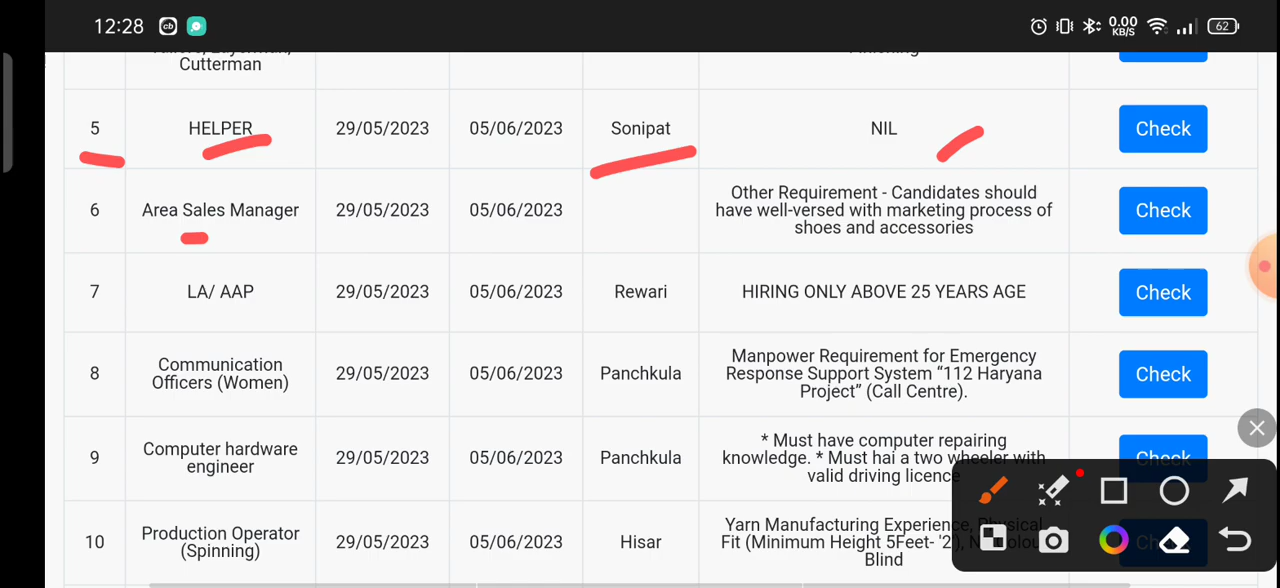 12:28
0.00
KB/S
62
Cutterman
5 HELPER 29/05/2023 05/06/2023 Sonipat NIL Check
Other Requirement - Candidates should
6 Area Sales Manager 29/05/2023 05/06/2023 have well-versed with marketing process of Check
shoes and accessories
7 LA/ AAP 29/05/2023 05/06/2023 Rewari HIRING ONLY ABOVE 25 YEARS AGE Check
Communication
Officers (Women)
8 29/05/2023 05/06/2023 Panchkula
Manpower Requirement for Emergency
Response Support System “112 Haryana
Project” (Call Centre).
Check
Computer hardware
engineer
9 29/05/2023 05/06/2023 Panchkula
* Must have computer repairing
knowledge. * Must hai a two wheeler with
valid driving licence
Check
Production Operator
(Spinning)
10 29/05/2023 05/06/2023 Hisar
Yarn Manufacturing Experience, Physical
Fit (Minimum Height 5Feet- '2'),
Blind